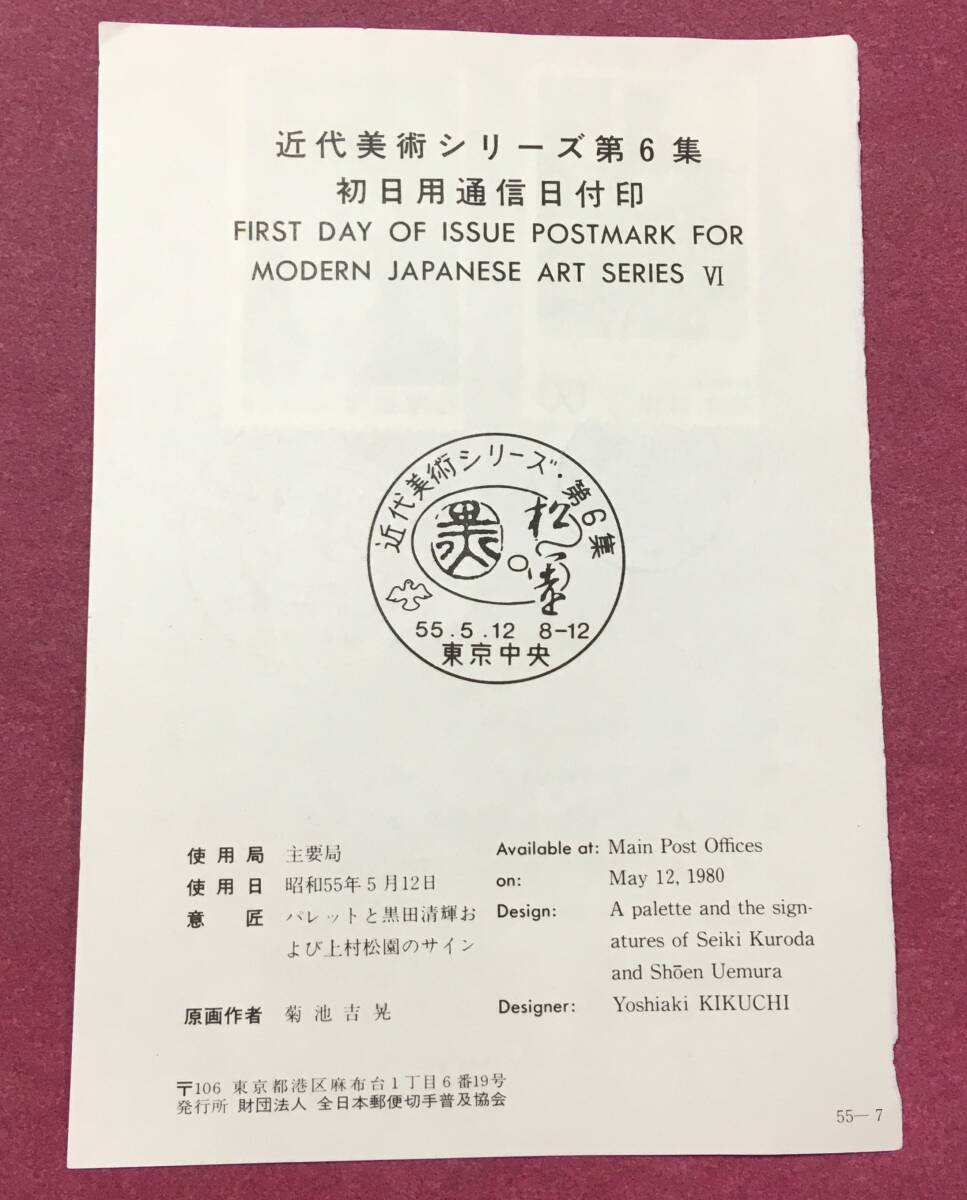 近代美術シリーズ第6集
初日用通信日付印
FIRST DAY OF ISSUE POSTMARK FOR
MODERN JAPANESE ART SERIES VI
近代美術シリーズ・第6集
黒
松園
55.5.12 8-12
東京中央
使用局 主要局
使用日 昭和55年5月12日
意匠 パレットと黒田清輝お
よび上村松園のサイン
原画作者 菊池吉晃
Available at: Main Post Offices
on: May 12, 1980
Design: A palette and the sign-
atures of Seiki Kuroda
and Shōen Uemura
Designer: Yoshiaki KIKUCHI
〒106 東京都港区麻布台1丁目6番19号
発行所 財団法人 全日本郵便切手普及協会
55—7